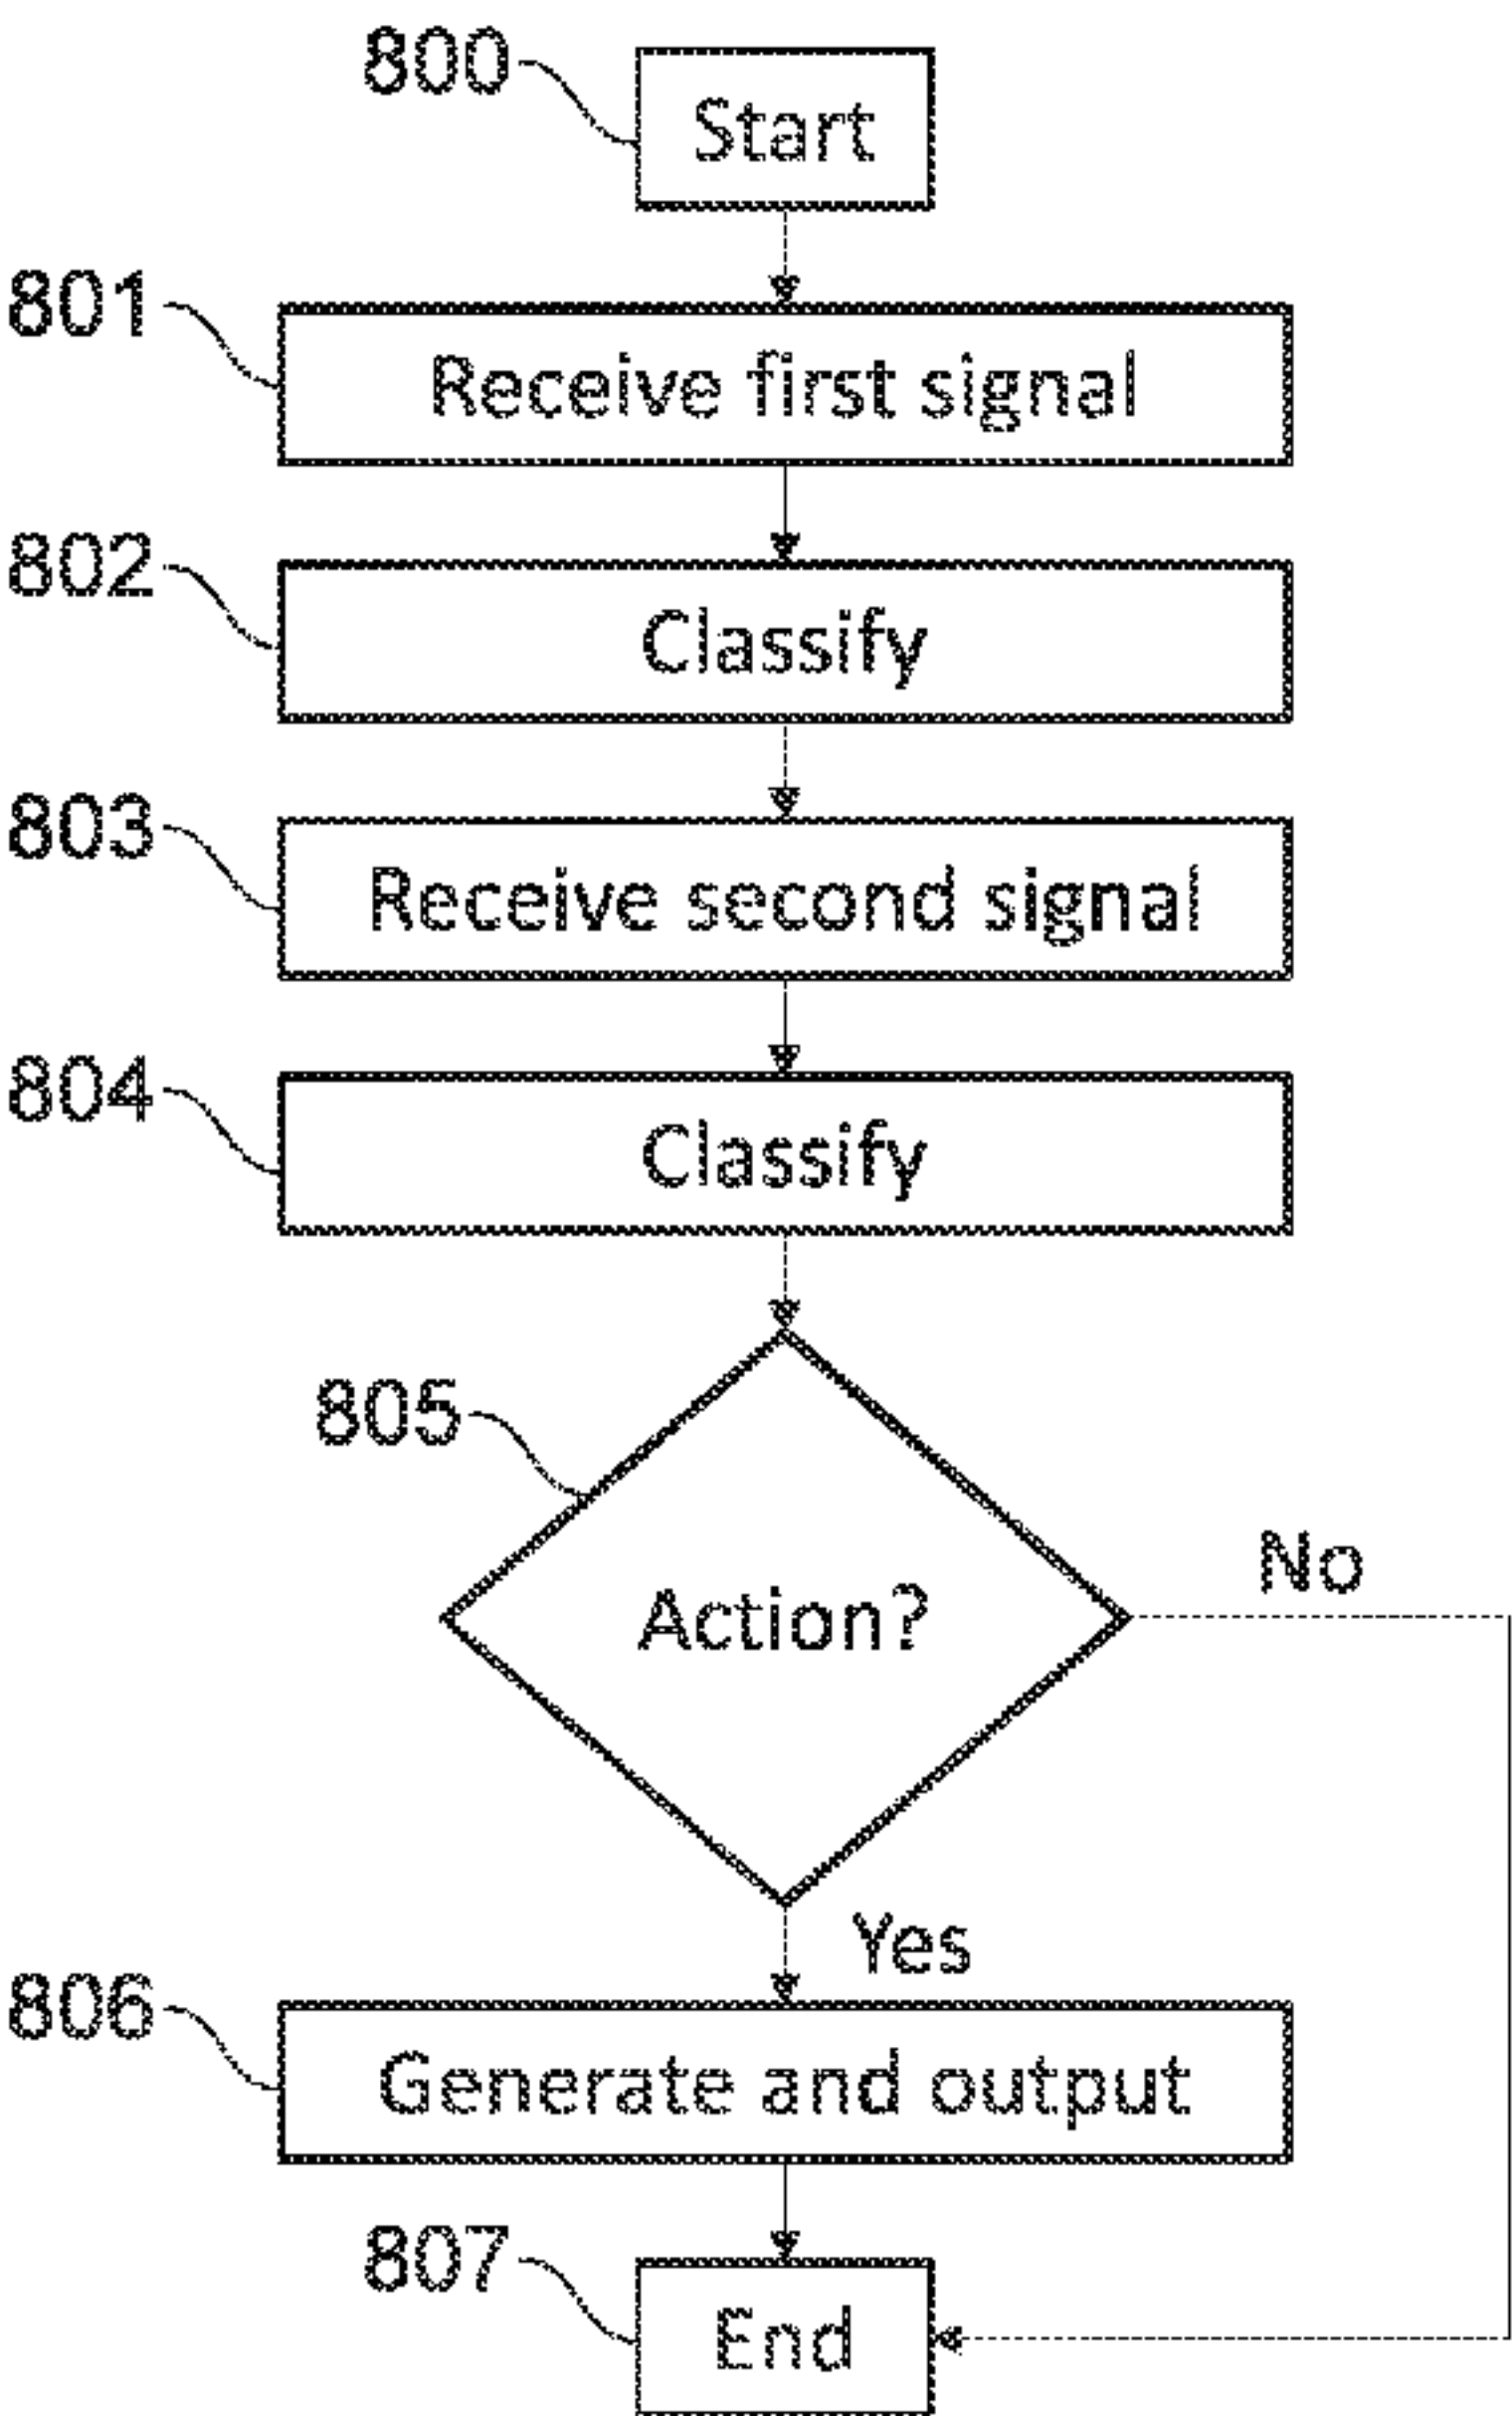 800
Start
801
Receive first signal
802
Classify
803
Receive second signal
804
Classify
805
Action?
No
Yes
806
Generate and output
807
End